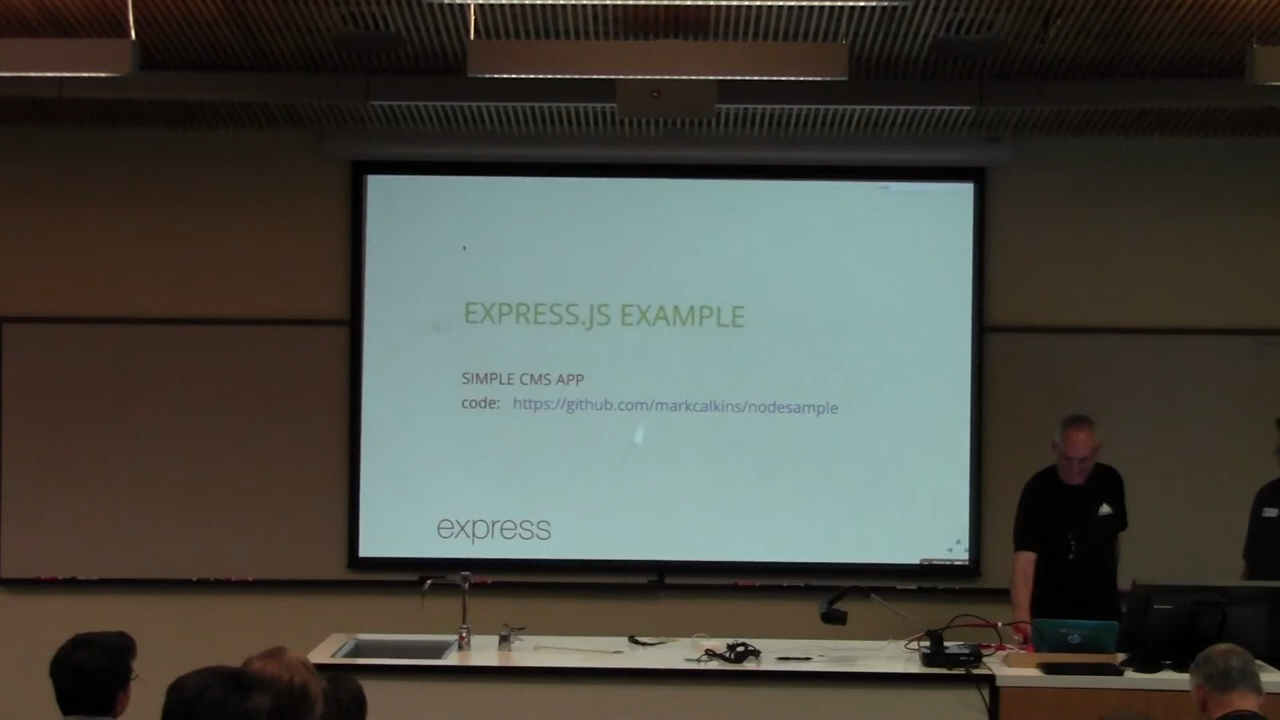 EXPRESS.JS EXAMPLE
SIMPLE CMS APP
code: https://github.com/markcalkins/nodesample
express